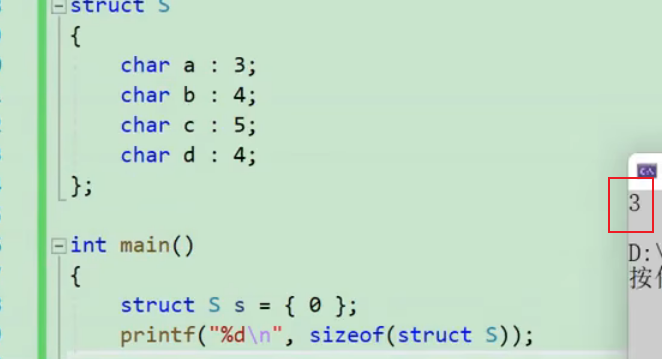 struct S
{
char a : 3;
char b : 4;
char c : 5;
char d : 4;
};
int main()
{
struct S s = { 0 };
printf("%d\n", sizeof(struct S));
3
D:\
按